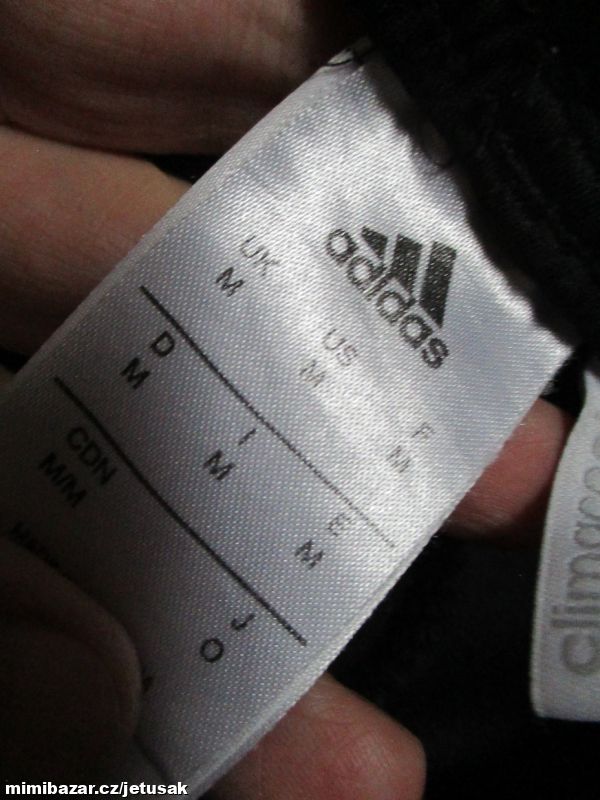 adidas
UK US F
M M M
D I E
M M M
CDN J
M/M O
climacool
mimibazar.cz/jetusak